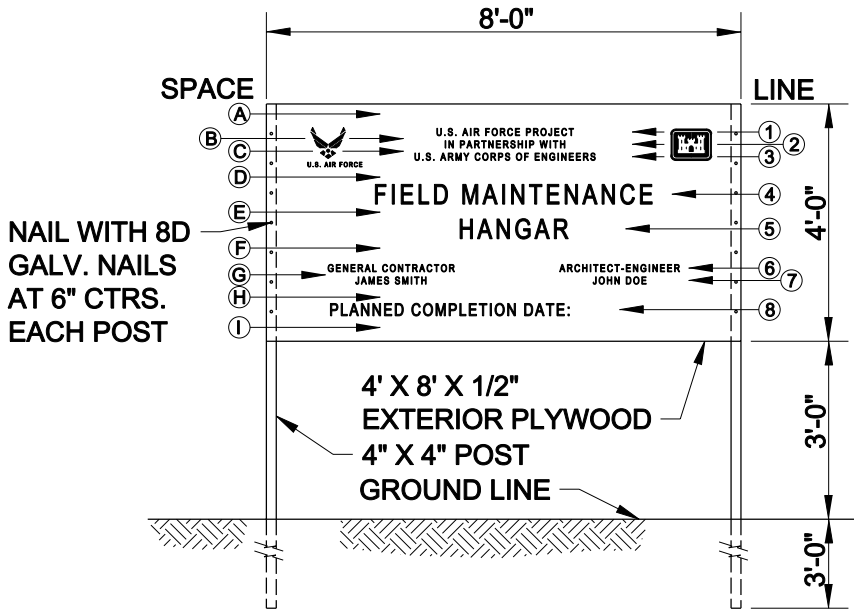 8'-0"
SPACE
LINE
A
B
C
D
E
F
G
H
I
U.S. AIR FORCE
U.S. AIR FORCE PROJECT
IN PARTNERSHIP WITH
U.S. ARMY CORPS OF ENGINEERS
FIELD MAINTENANCE
HANGAR
GENERAL CONTRACTOR
JAMES SMITH
ARCHITECT-ENGINEER
JOHN DOE
PLANNED COMPLETION DATE:
1
2
3
4
5
6
7
8
4'-0"
NAIL WITH 8D
GALV. NAILS
AT 6" CTRS.
EACH POST
4' X 8' X 1/2"
EXTERIOR PLYWOOD
4" X 4" POST
GROUND LINE
3'-0"
3'-0"